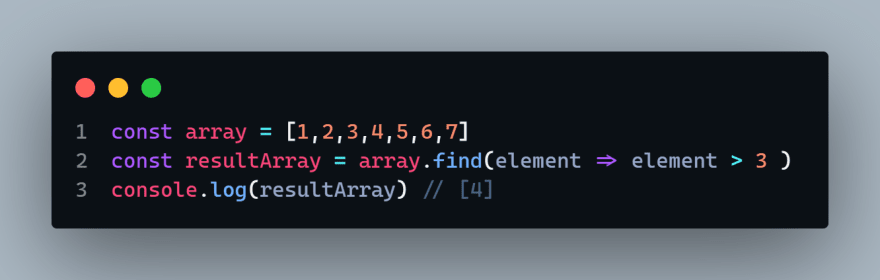 1 const array = [1,2,3,4,5,6,7]
2 const resultArray = array.find(element => element > 3 )
3 console.log(resultArray) // [4]